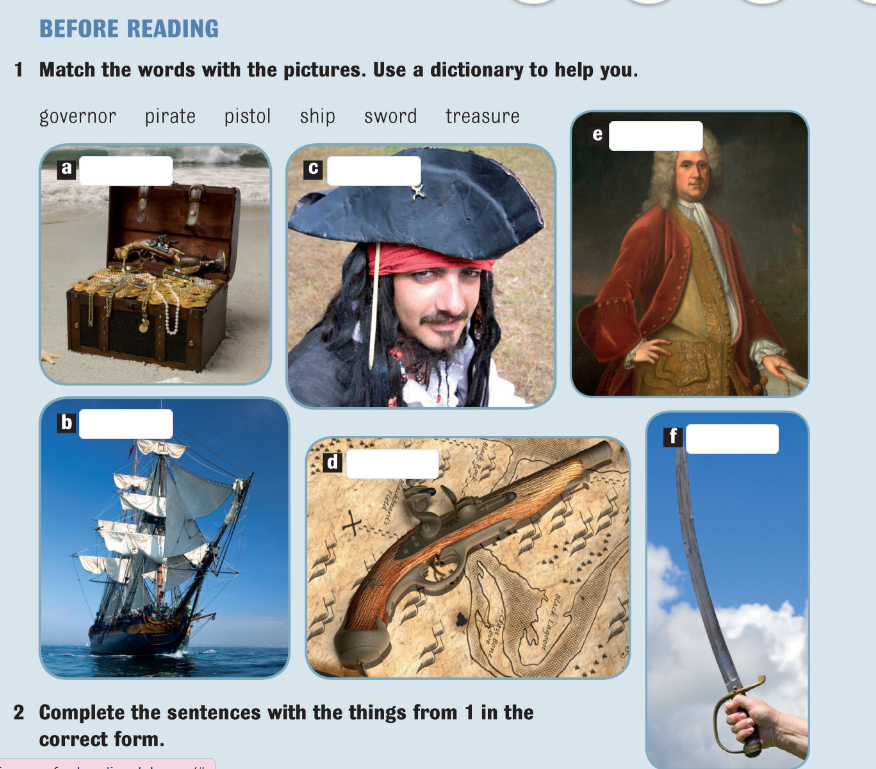 BEFORE READING
1 Match the words with the pictures. Use a dictionary to help you.
governor pirate pistol ship sword treasure
a
c
e
b
d
f
2 Complete the sentences with the things from 1 in the
correct form.